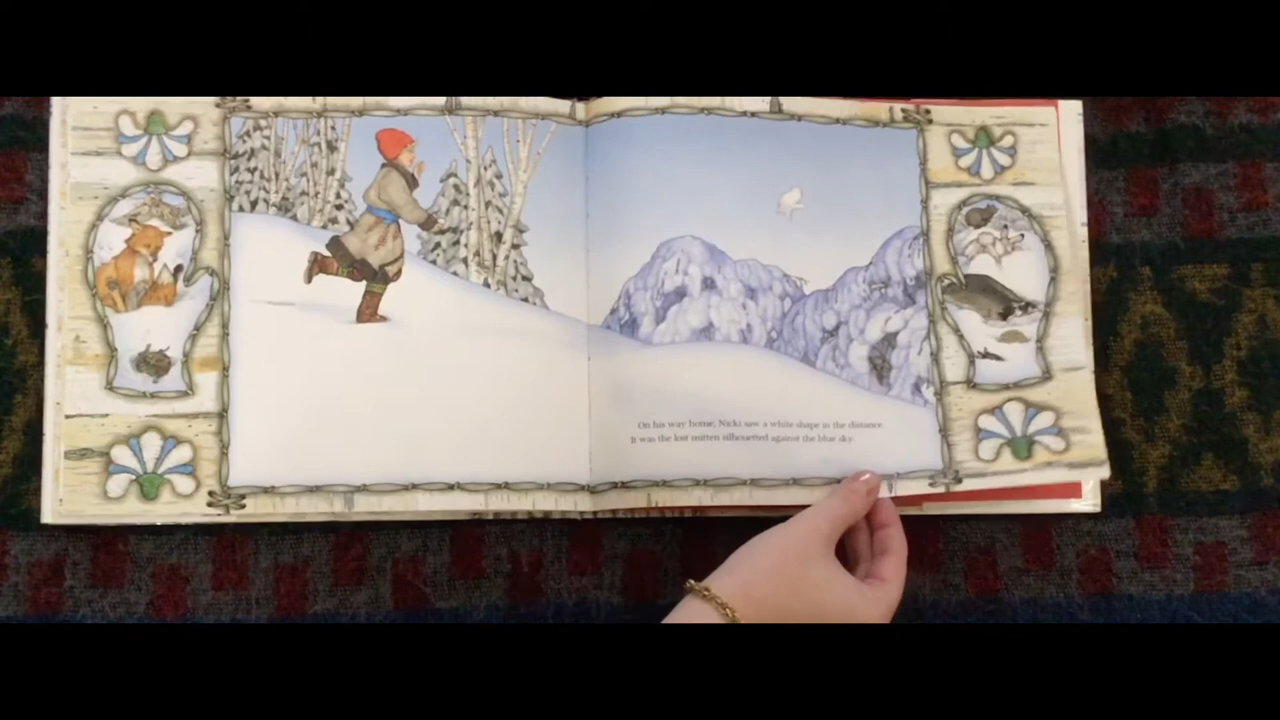 On his way home, Nicki saw a white shape in the distance.
It was the lost mitten silhouetted against the blue sky.